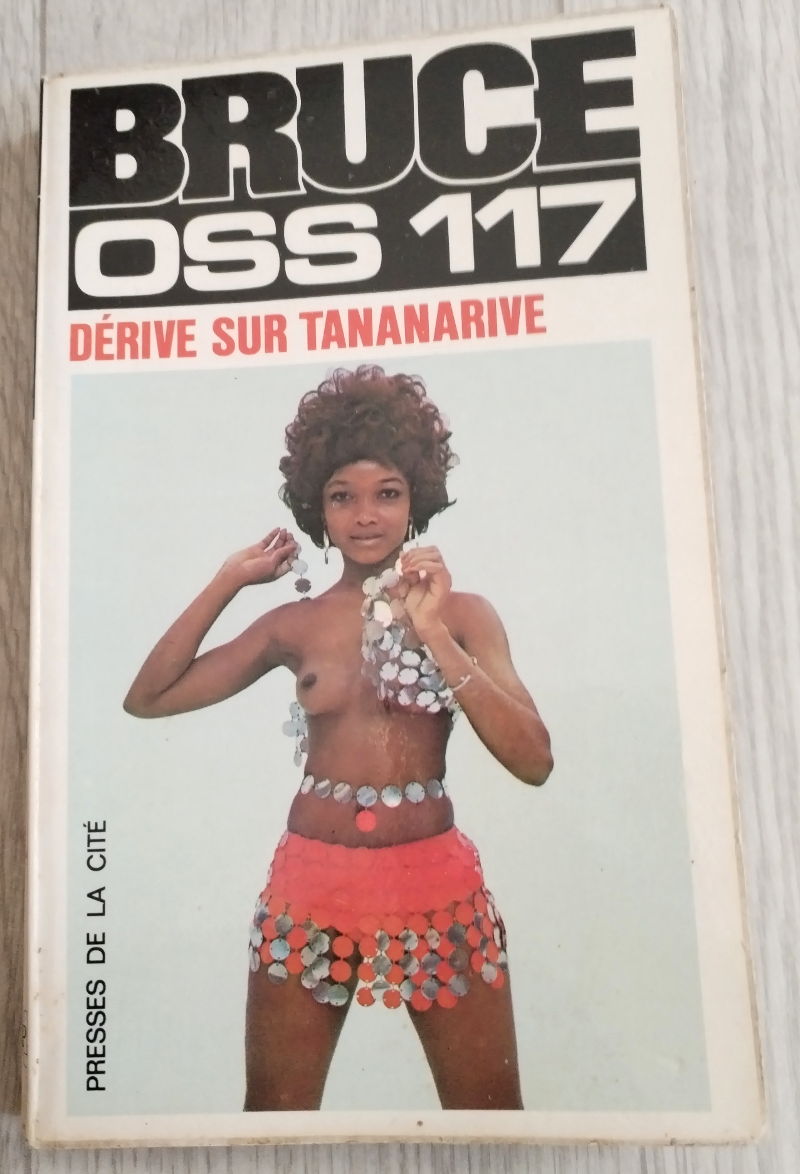 BRUCE
OSS 117
DÉRIVE SUR TANANARIVE
PRESSES DE LA CITÉ